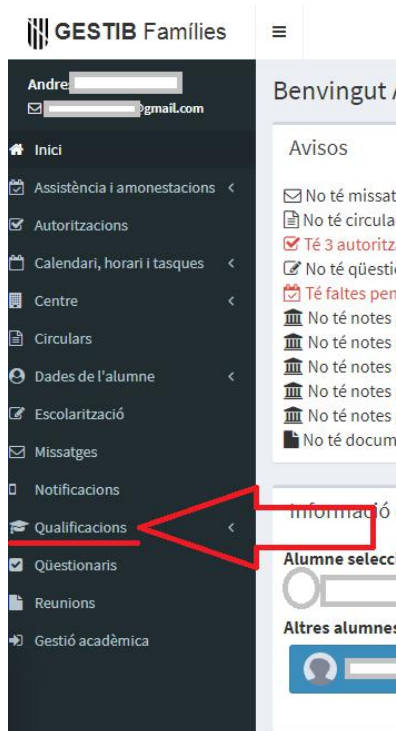 GESTIB Famílies
Andre
@gmail.com
Inici
Assistència i amonestacions
Autoritzacions
Calendari, horari i tasques
Centre
Circulars
Dades de l'alumne
Escolarització
Missatges
Notificacions
Qualificacions
Qüestionaris
Reunions
Gestió acadèmica
Benvingut A
Avisos
No té missat
No té circula
Té 3 autoritz
No té qüesti
Té faltes pen
No té notes
No té notes
No té notes
No té notes
No té notes
No té docum
Informació
Alumne selecci
Altres alumnes